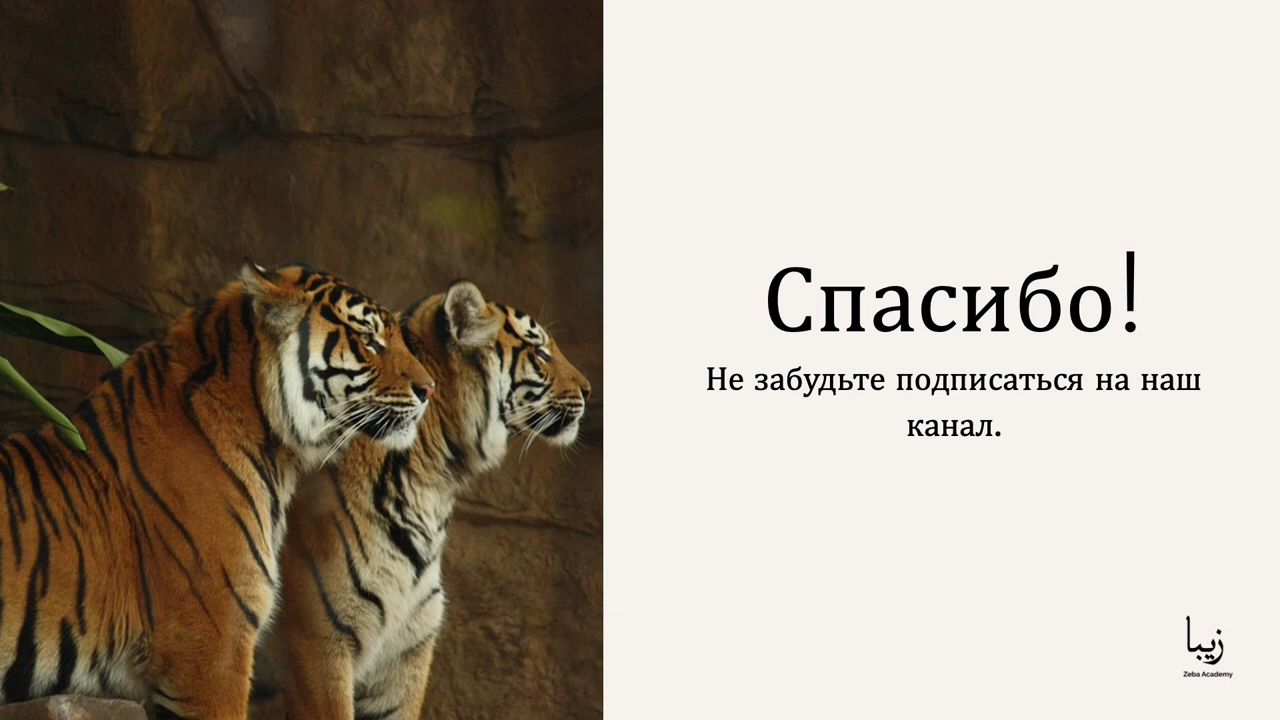 Спасибо!
Не забудьте подписаться на наш
канал.
زیبا
Zeba Academy